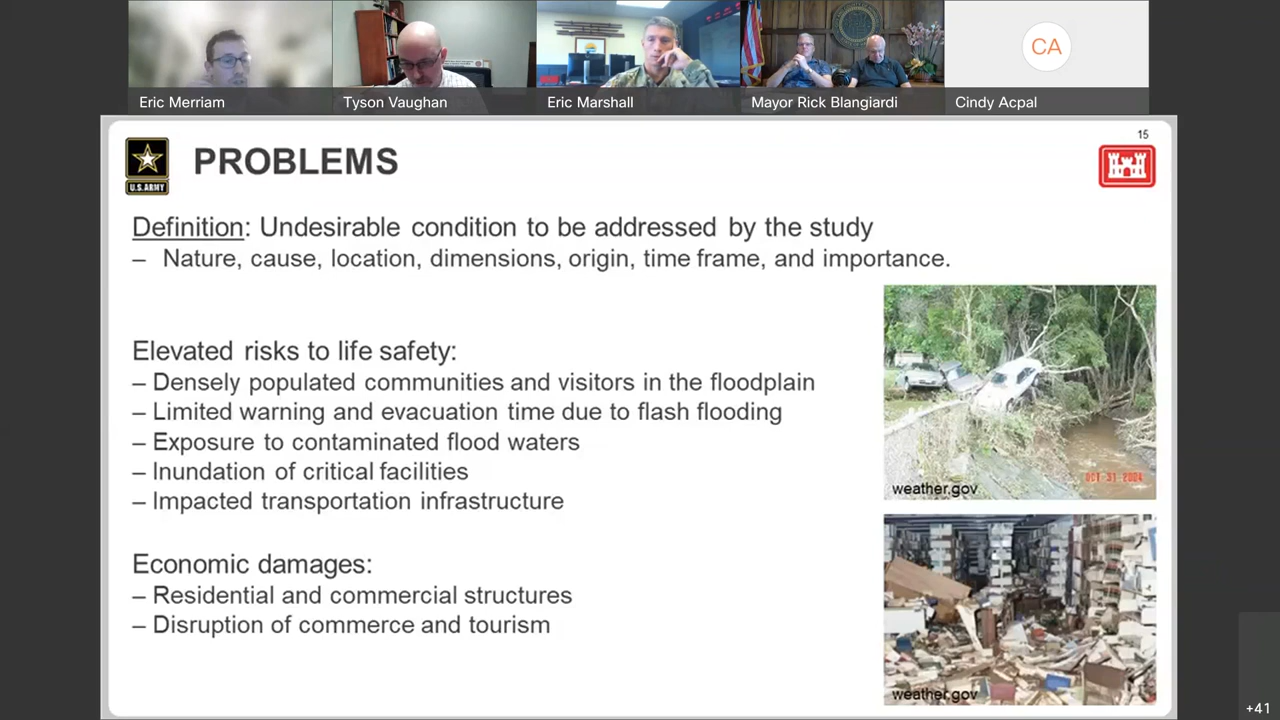 Eric Merriam
Tyson Vaughan
Eric Marshall
Mayor Rick Blangiardi
CA
Cindy Acpal
15
U.S.ARMY
PROBLEMS
Definition: Undesirable condition to be addressed by the study
– Nature, cause, location, dimensions, origin, time frame, and importance.
Elevated risks to life safety:
– Densely populated communities and visitors in the floodplain
– Limited warning and evacuation time due to flash flooding
– Exposure to contaminated flood waters
– Inundation of critical facilities
– Impacted transportation infrastructure
OCT 31 2004
weather.gov
Economic damages:
– Residential and commercial structures
– Disruption of commerce and tourism
weather.gov
+41